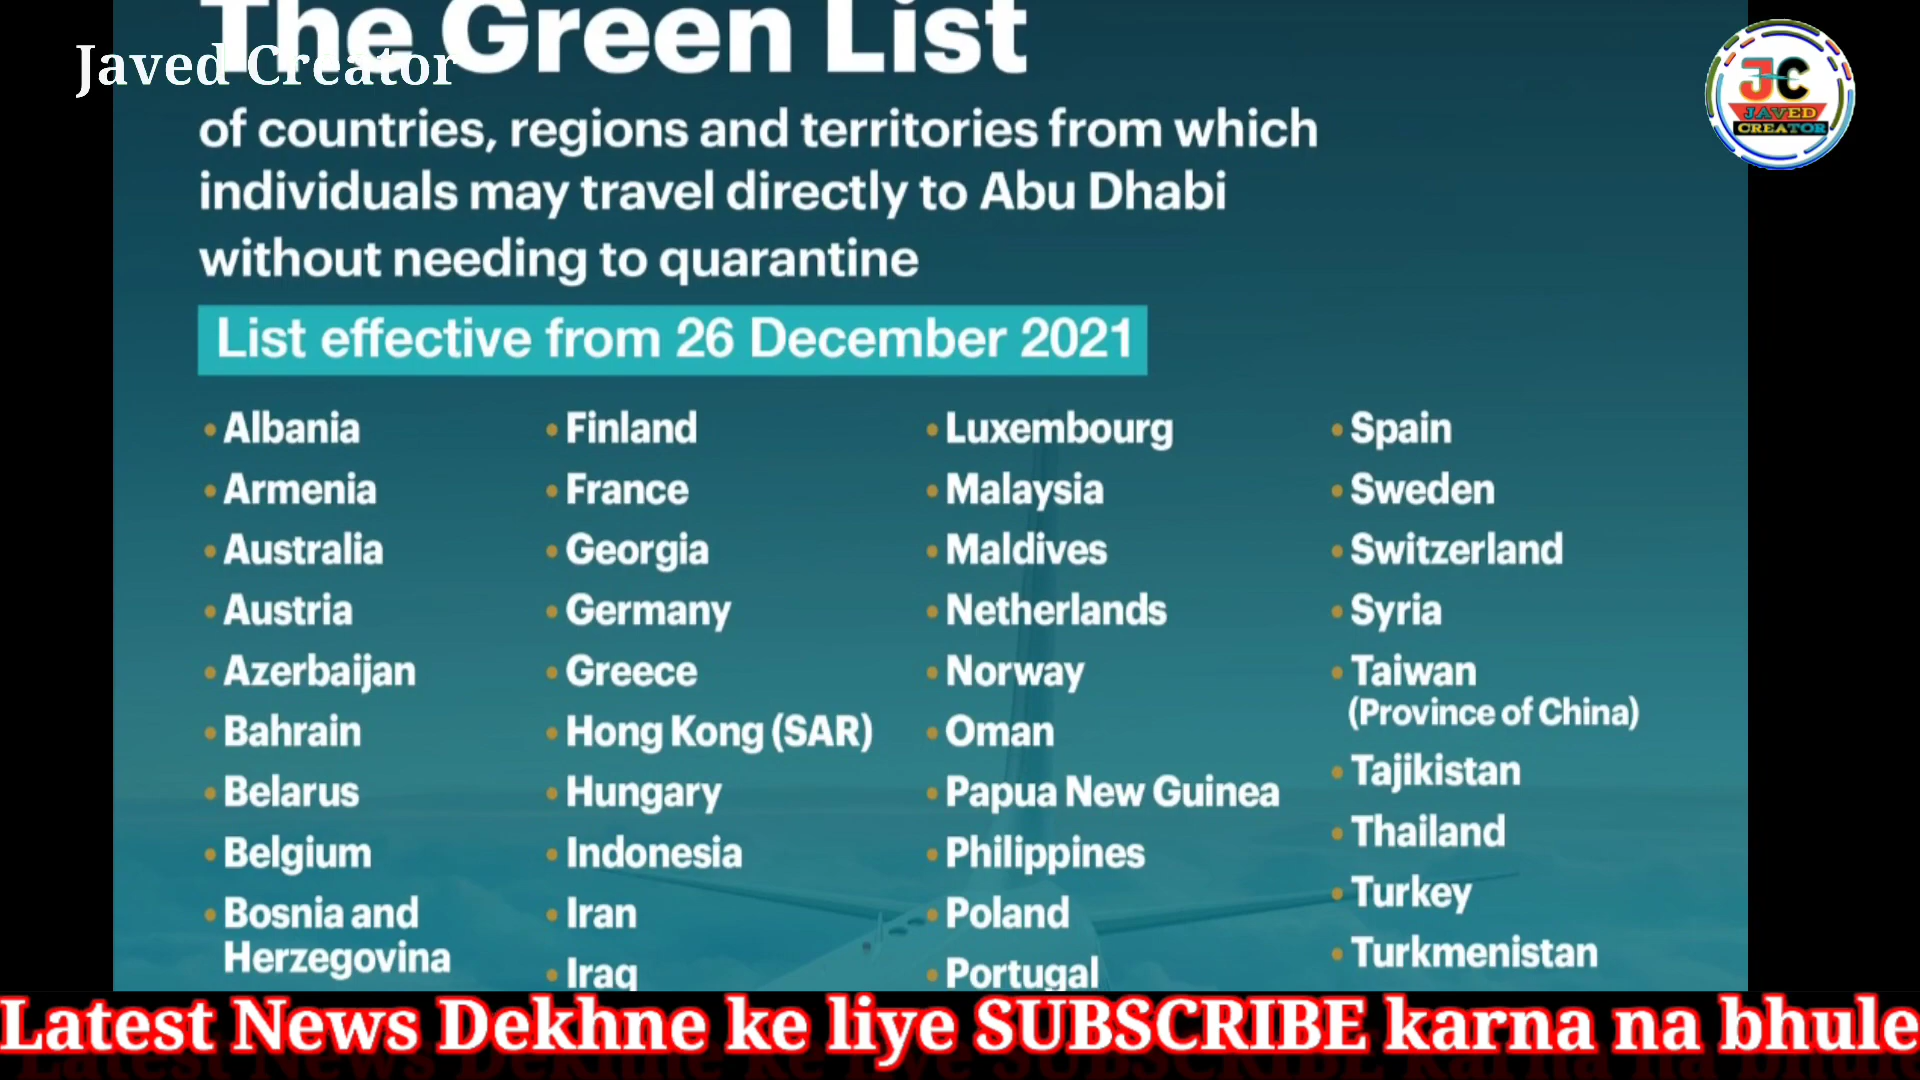 The Green List
Javed Creator
JC
JAVED
CREATOR
of countries, regions and territories from which
individuals may travel directly to Abu Dhabi
without needing to quarantine
List effective from 26 December 2021
• Albania
• Armenia
• Australia
• Austria
• Azerbaijan
• Bahrain
• Belarus
• Belgium
• Bosnia and
Herzegovina
• Finland
• France
• Georgia
• Germany
• Greece
• Hong Kong (SAR)
• Hungary
• Indonesia
• Iran
• Iraq
• Luxembourg
• Malaysia
• Maldives
• Netherlands
• Norway
• Oman
• Papua New Guinea
• Philippines
• Poland
• Portugal
• Spain
• Sweden
• Switzerland
• Syria
• Taiwan
(Province of China)
• Tajikistan
• Thailand
• Turkey
• Turkmenistan
Latest News Dekhne ke liye SUBSCRIBE karna na bhule